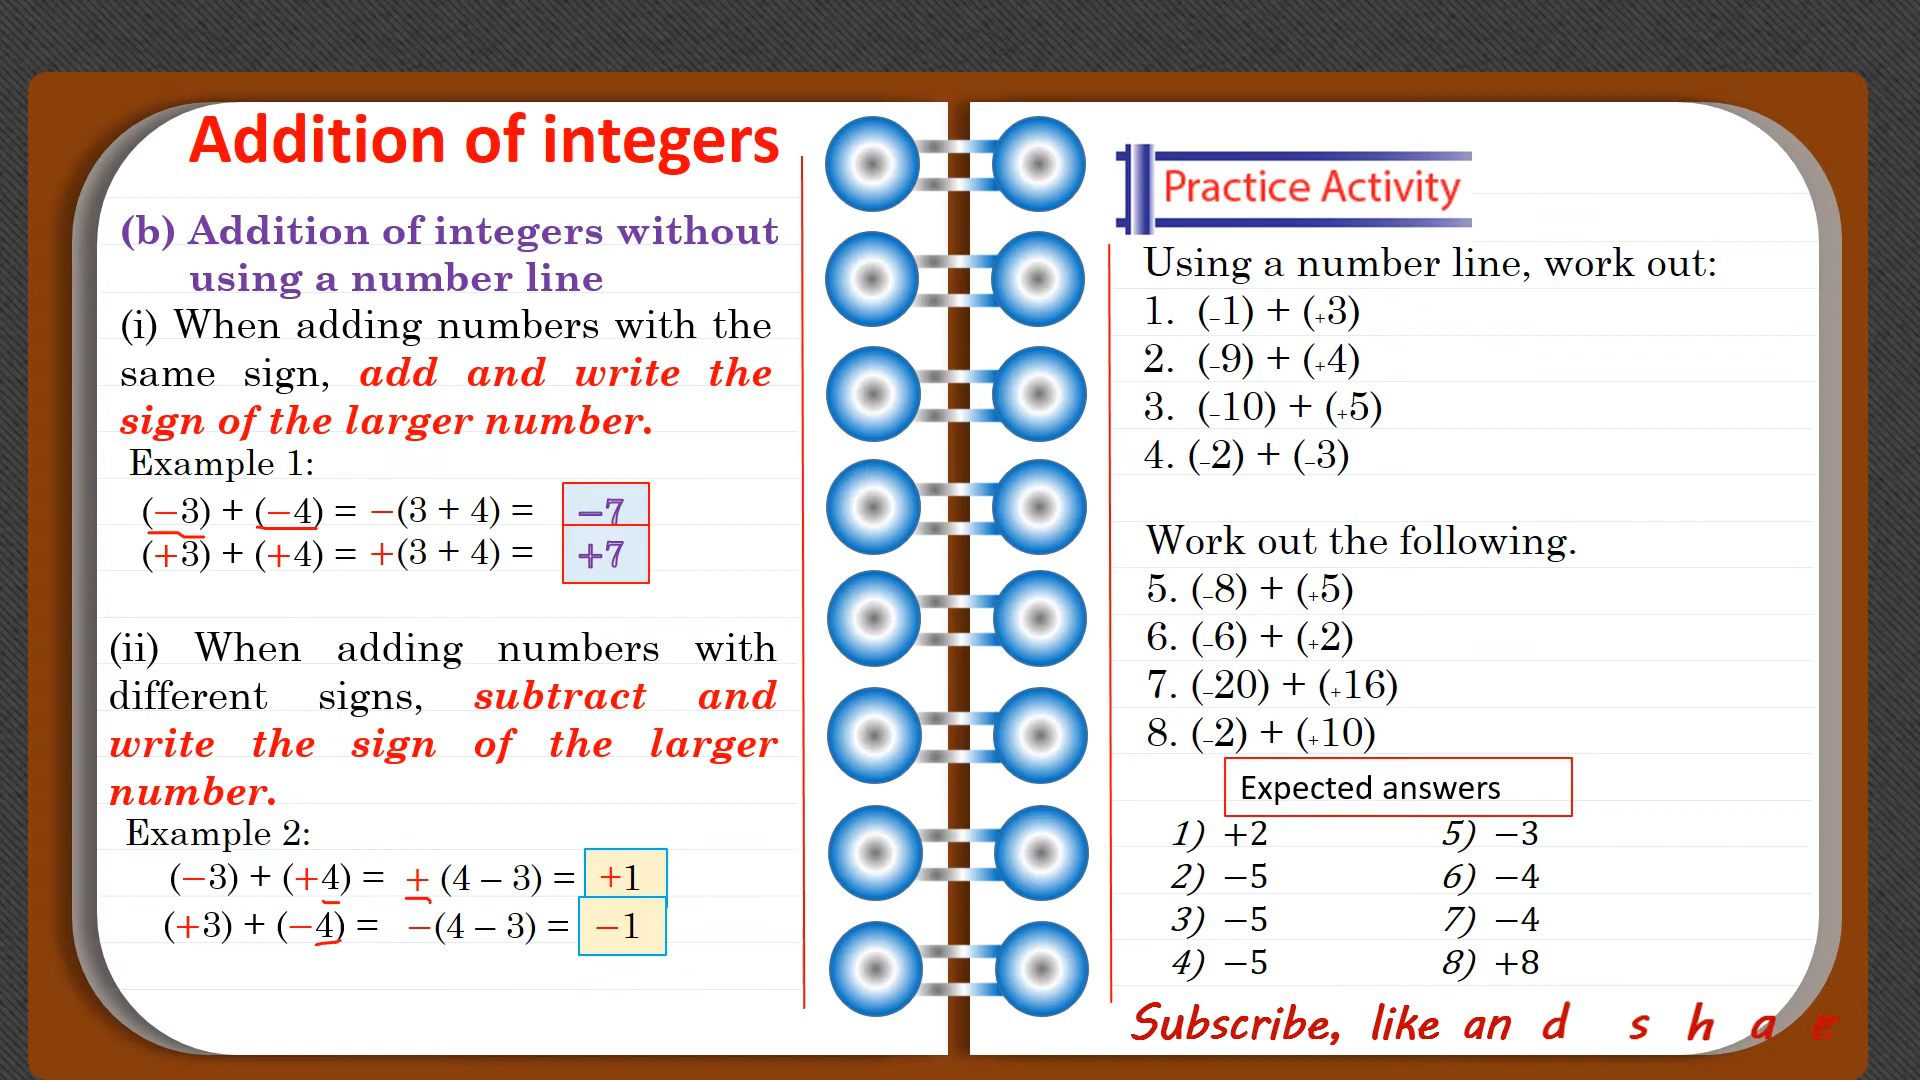 Addition of integers
(b) Addition of integers without
using a number line
(i) When adding numbers with the
same sign, add and write the
sign of the larger number.
Example 1:
(−3) + (−4) = −(3 + 4) = −7
(+3) + (+4) = +(3 + 4) = +7
(ii) When adding numbers with
different signs, subtract and
write the sign of the larger
number.
Example 2:
(−3) + (+4) = + (4 − 3) = +1
(+3) + (−4) = −(4 − 3) = −1
Practice Activity
Using a number line, work out:
1. (−1) + (+3)
2. (−9) + (+4)
3. (−10) + (+5)
4. (−2) + (−3)
Work out the following.
5. (−8) + (+5)
6. (−6) + (+2)
7. (−20) + (+16)
8. (−2) + (+10)
Expected answers
1) +2 5) −3
2) −5 6) −4
3) −5 7) −4
4) −5 8) +8
Subscribe, like and sha